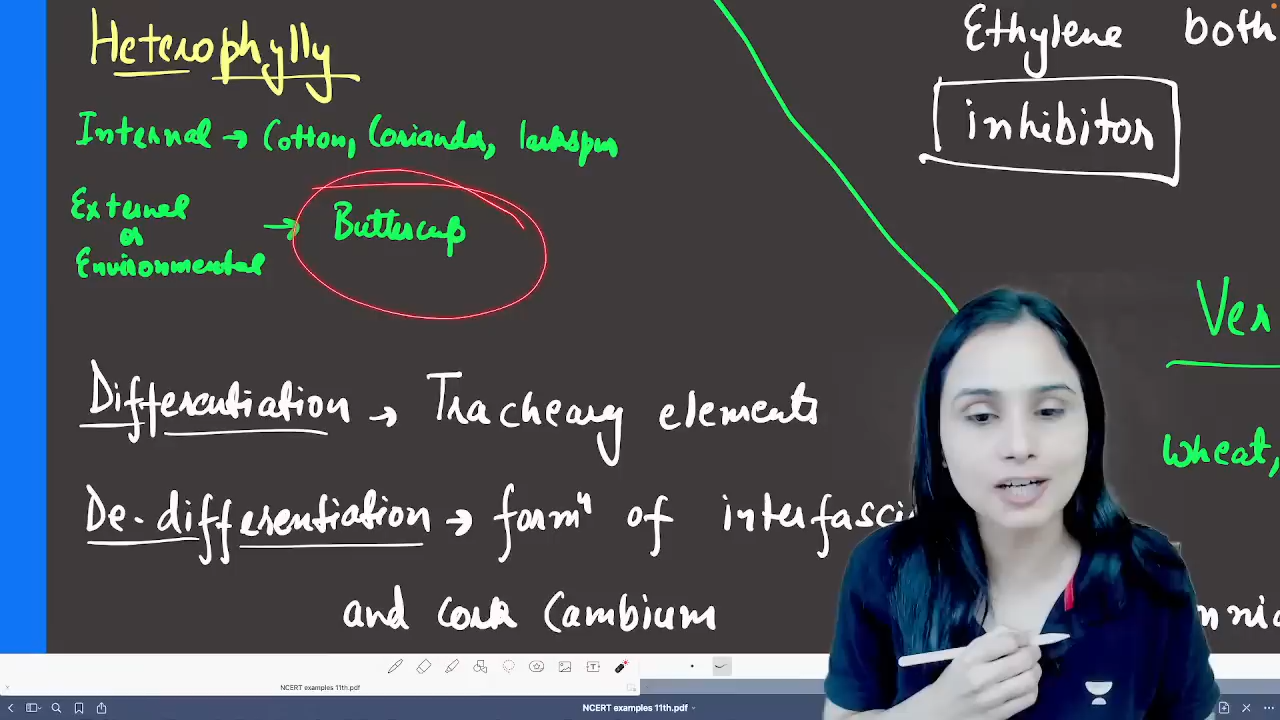 Heterophylly
Internal → Cotton, Coriander, larkspur
External
or
Environmental
→ Buttercup
Differentiation → Tracheary elements
De-differentiation → formⁿ of interfasci
and cork Cambium
Ethylene both
inhibitor
Ver
wheat,
NCERT examples 11th.pdf
NCERT examples 11th.pdf